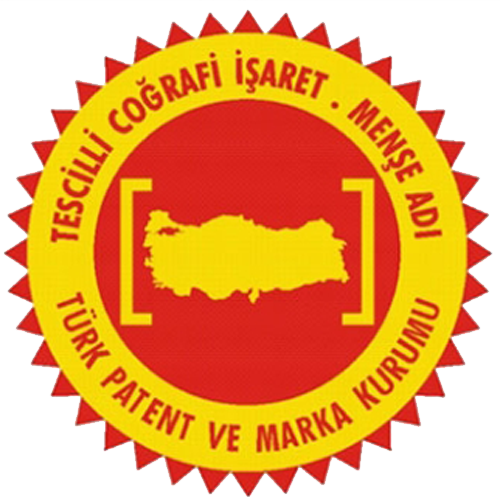 TESCİLLİ COĞRAFİ İŞARET . MENŞE ADI
TÜRK PATENT VE MARKA KURUMU